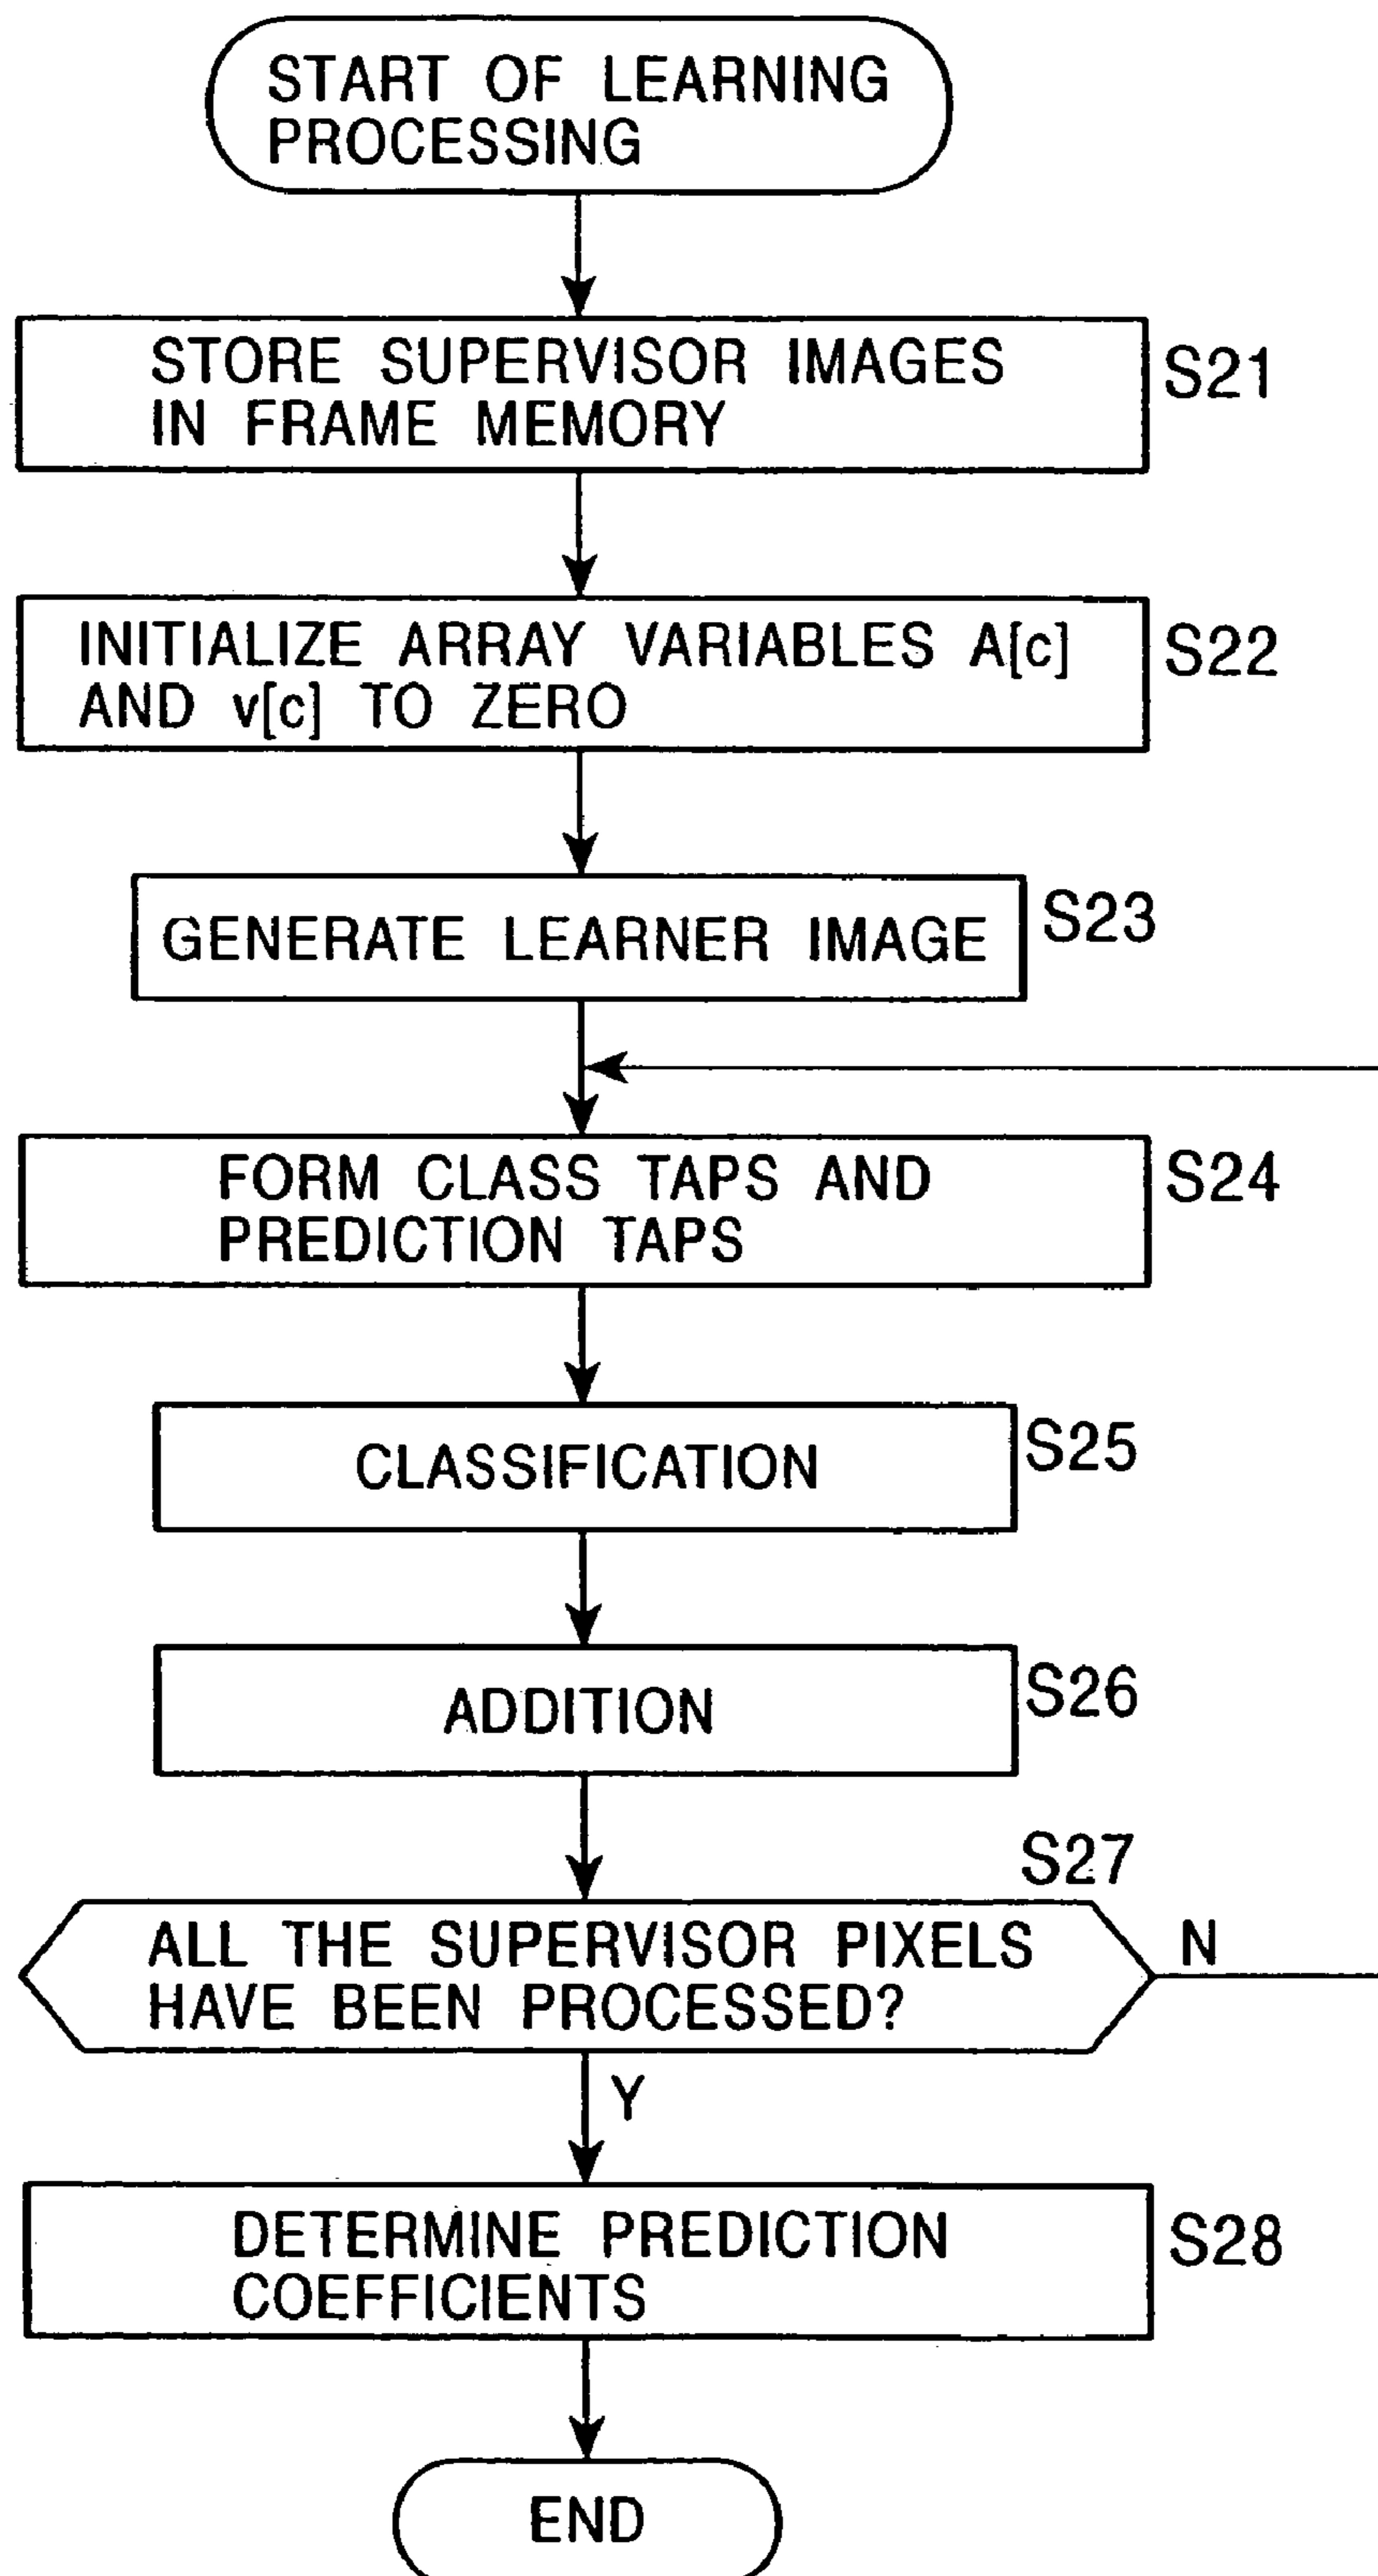 START OF LEARNING
PROCESSING
STORE SUPERVISOR IMAGES
IN FRAME MEMORY
S21
INITIALIZE ARRAY VARIABLES A[c]
AND v[c] TO ZERO
S22
GENERATE LEARNER IMAGE
S23
FORM CLASS TAPS AND
PREDICTION TAPS
S24
CLASSIFICATION
S25
ADDITION
S26
S27
ALL THE SUPERVISOR PIXELS
HAVE BEEN PROCESSED?
N
Y
DETERMINE PREDICTION
COEFFICIENTS
S28
END